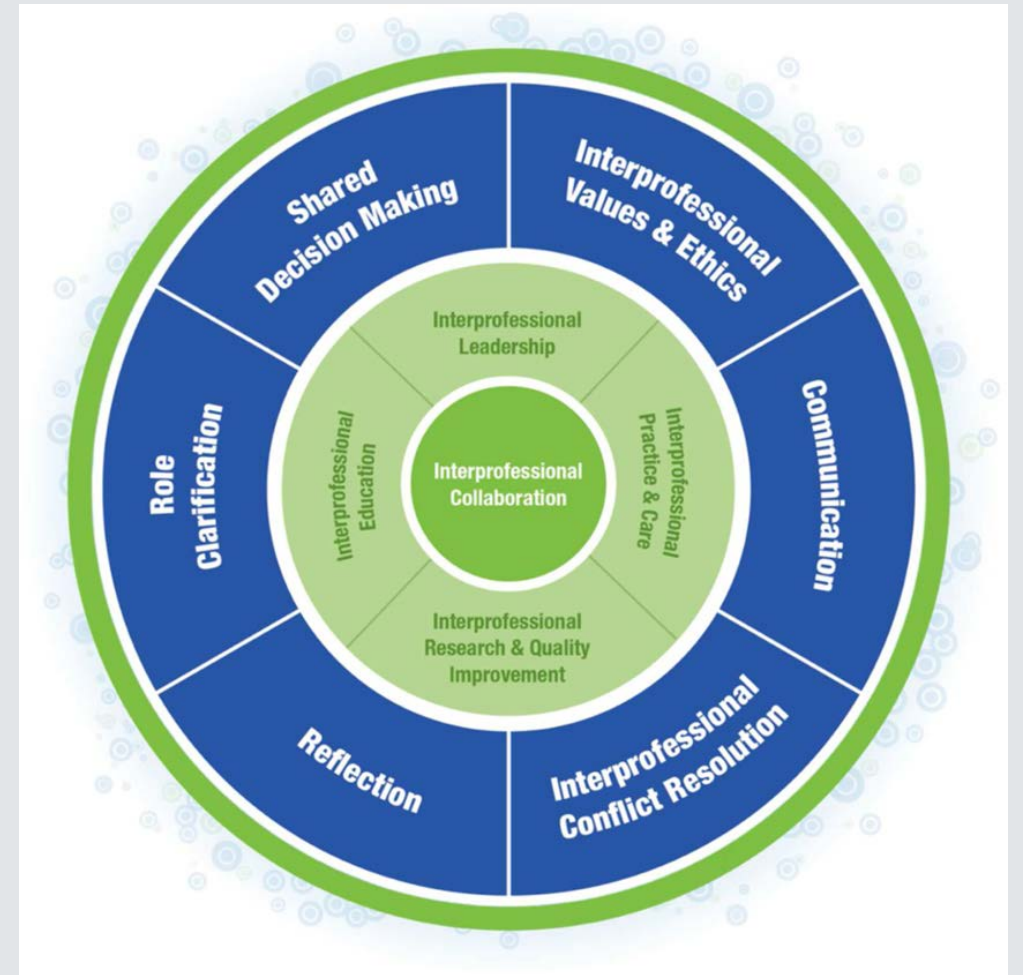 Shared
Decision Making
Interprofessional
Values & Ethics
Communication
Interprofessional
Conflict Resolution
Reflection
Role
Clarification
Interprofessional
Leadership
Interprofessional
Practice & Care
Interprofessional
Research & Quality
Improvement
Interprofessional
Education
Interprofessional
Collaboration